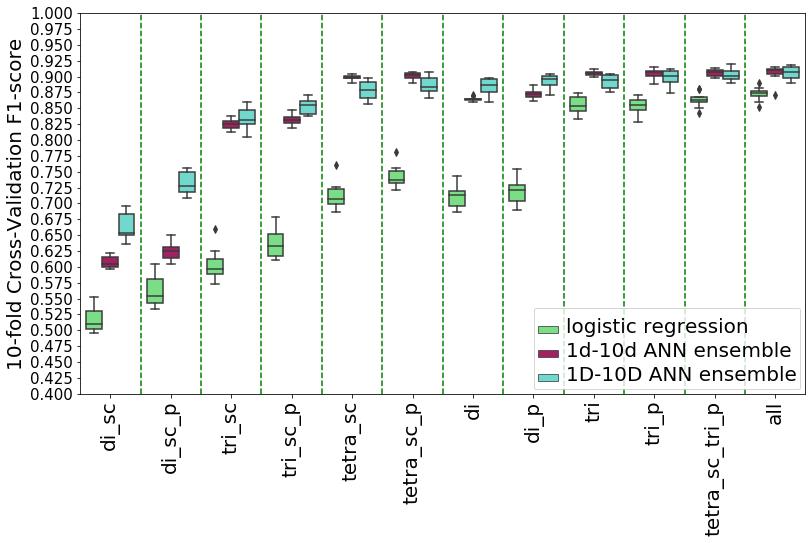 10-fold Cross-Validation F1-score
1.000
0.975
0.950
0.925
0.900
0.875
0.850
0.825
0.800
0.775
0.750
0.725
0.700
0.675
0.650
0.625
0.600
0.575
0.550
0.525
0.500
0.475
0.450
0.425
0.400
logistic regression
1d-10d ANN ensemble
1D-10D ANN ensemble
di_sc
di_sc_p
tri_sc
tri_sc_p
tetra_sc
tetra_sc_p
di
di_p
tri
tri_p
tetra_sc_tri_p
all